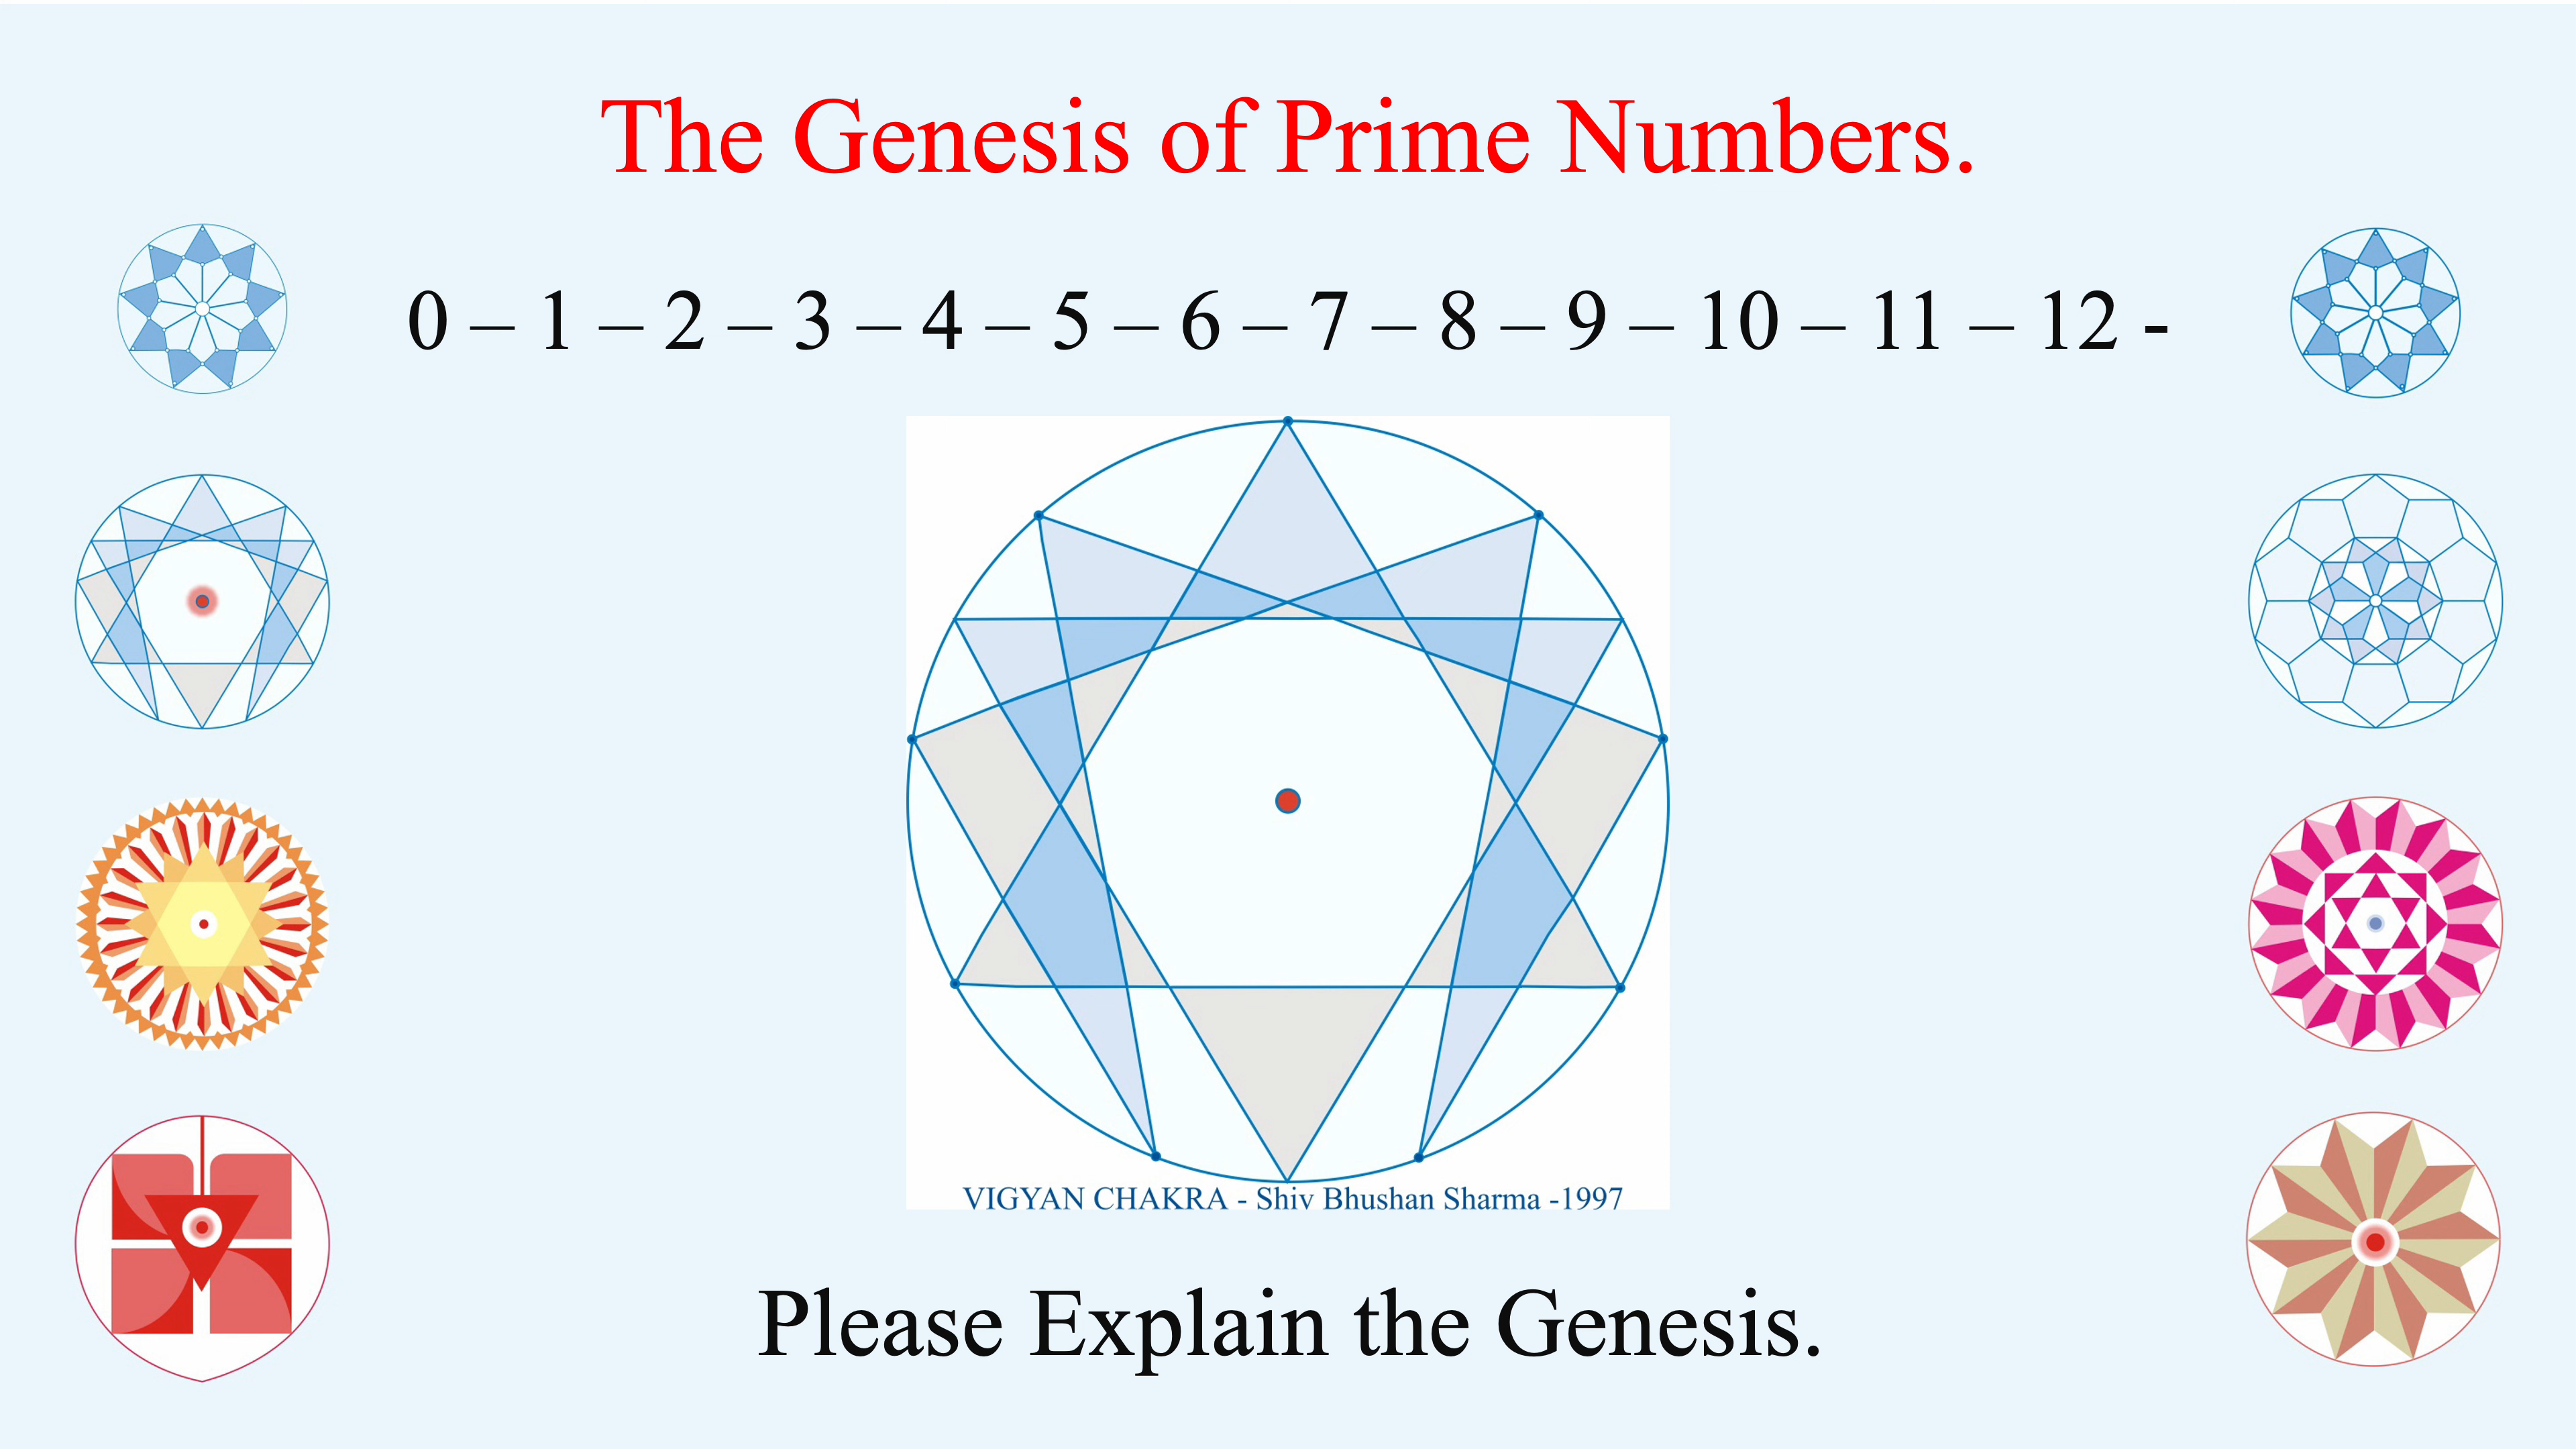 The Genesis of Prime Numbers.
0 – 1 – 2 – 3 – 4 – 5 – 6 – 7 – 8 – 9 – 10 – 11 – 12 -
VIGYAN CHAKRA - Shiv Bhushan Sharma -1997
Please Explain the Genesis.